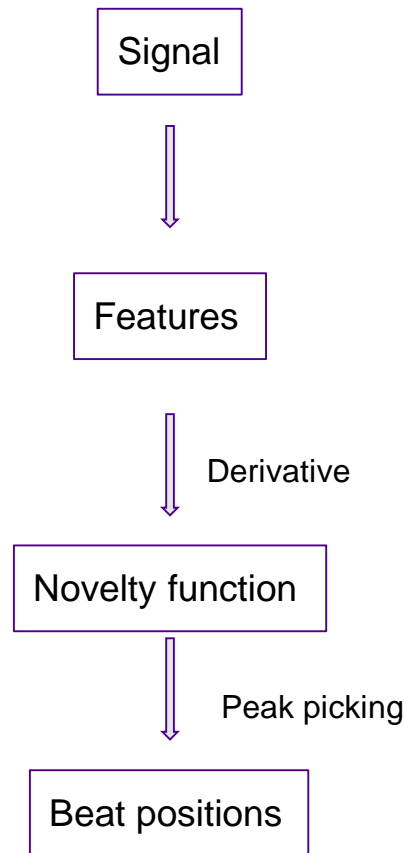 Signal
Features
Derivative
Novelty function
Peak picking
Beat positions